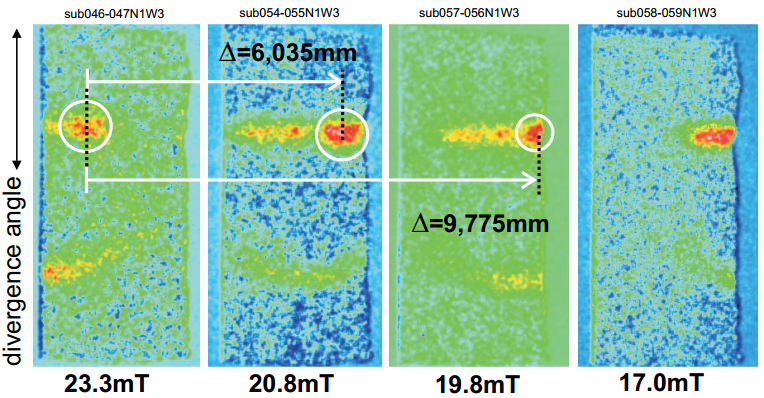 sub046-047N1W3 sub054-055N1W3 sub057-056N1W3 sub058-059N1W3
Δ=6,035mm
Δ=9,775mm
divergence angle
23.3mT 20.8mT 19.8mT 17.0mT